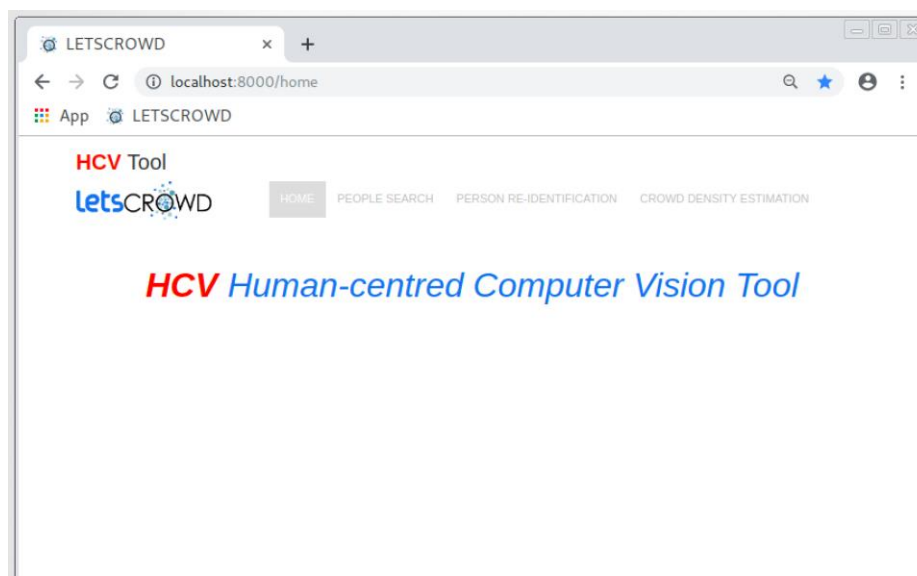 LETSCROWD
localhost:8000/home
App LETSCROWD
HCV Tool
LetsCROWD
HOME PEOPLE SEARCH PERSON RE-IDENTIFICATION CROWD DENSITY ESTIMATION
HCV Human-centred Computer Vision Tool